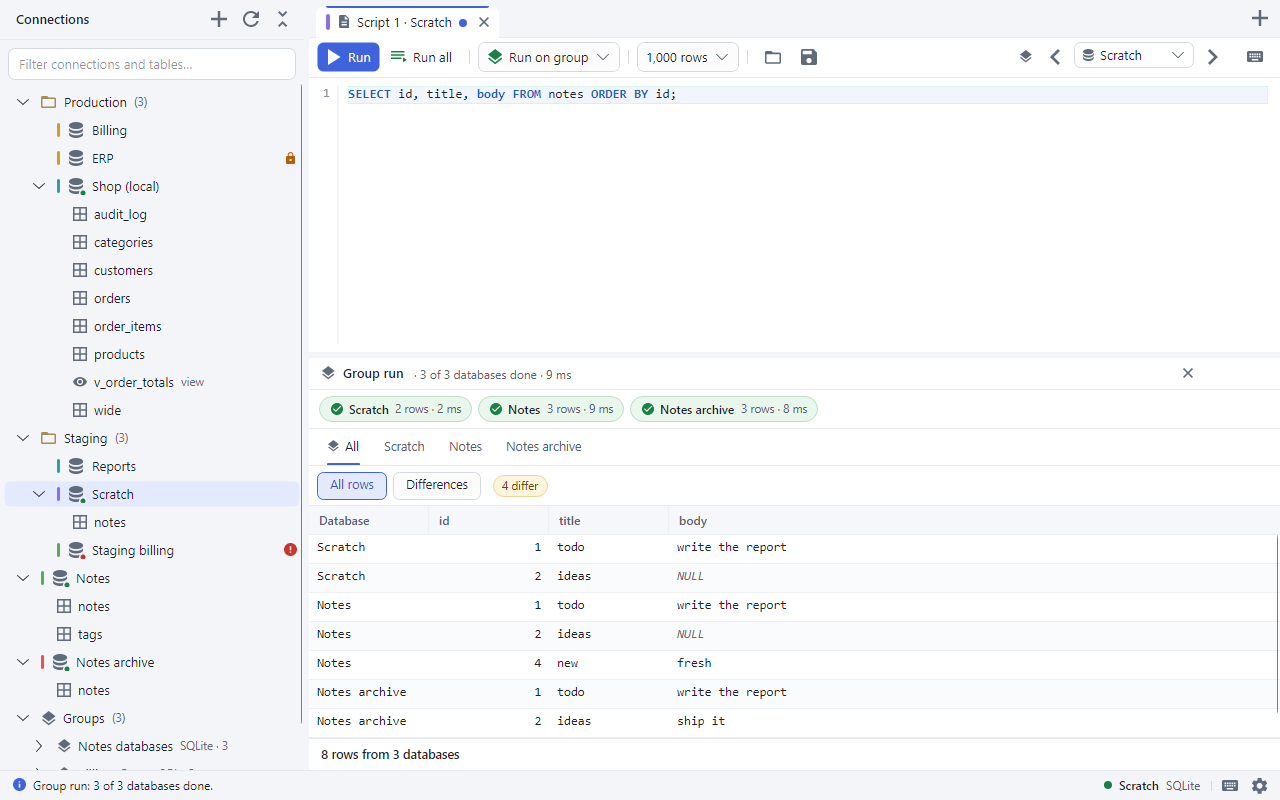 Connections
Script 1 · Scratch
Run
Run all
Run on group
1,000 rows
Scratch
Filter connections and tables...
Production (3)
Billing
ERP
Shop (local)
audit_log
categories
customers
orders
order_items
products
v_order_totals view
wide
Staging (3)
Reports
Scratch
notes
Staging billing
Notes
notes
tags
Notes archive
notes
Groups (3)
Notes databases SQLite · 3
1 SELECT id, title, body FROM notes ORDER BY id;
Group run · 3 of 3 databases done · 9 ms
Scratch 2 rows · 2 ms
Notes 3 rows · 9 ms
Notes archive 3 rows · 8 ms
All Scratch Notes Notes archive
All rows Differences 4 differ
Database id title body
Scratch 1 todo write the report
Scratch 2 ideas NULL
Notes 1 todo write the report
Notes 2 ideas NULL
Notes 4 new fresh
Notes archive 1 todo write the report
Notes archive 2 ideas ship it
8 rows from 3 databases
Group run: 3 of 3 databases done.
Scratch SQLite